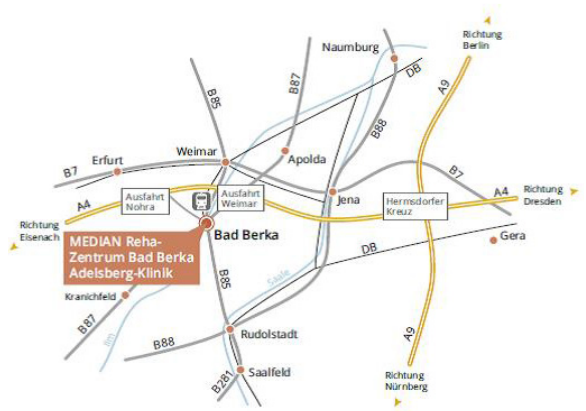 Richtung
Berlin
Naumburg
DB
B87
A9
B85
B88
Weimar
Erfurt
Apolda
B7
B7
Ausfahrt
Nohra
Ausfahrt
Weimar
Jena
Hermsdorfer
Kreuz
A4
Richtung
Dresden
A4
Richtung
Eisenach
Bad Berka
Gera
MEDIAN Reha-
Zentrum Bad Berka
Adelsberg-Klinik
DB
B85
Saale
Kranichfeld
B87
Ilm
Rudolstadt
B88
A9
Saalfeld
B281
Richtung
Nürnberg